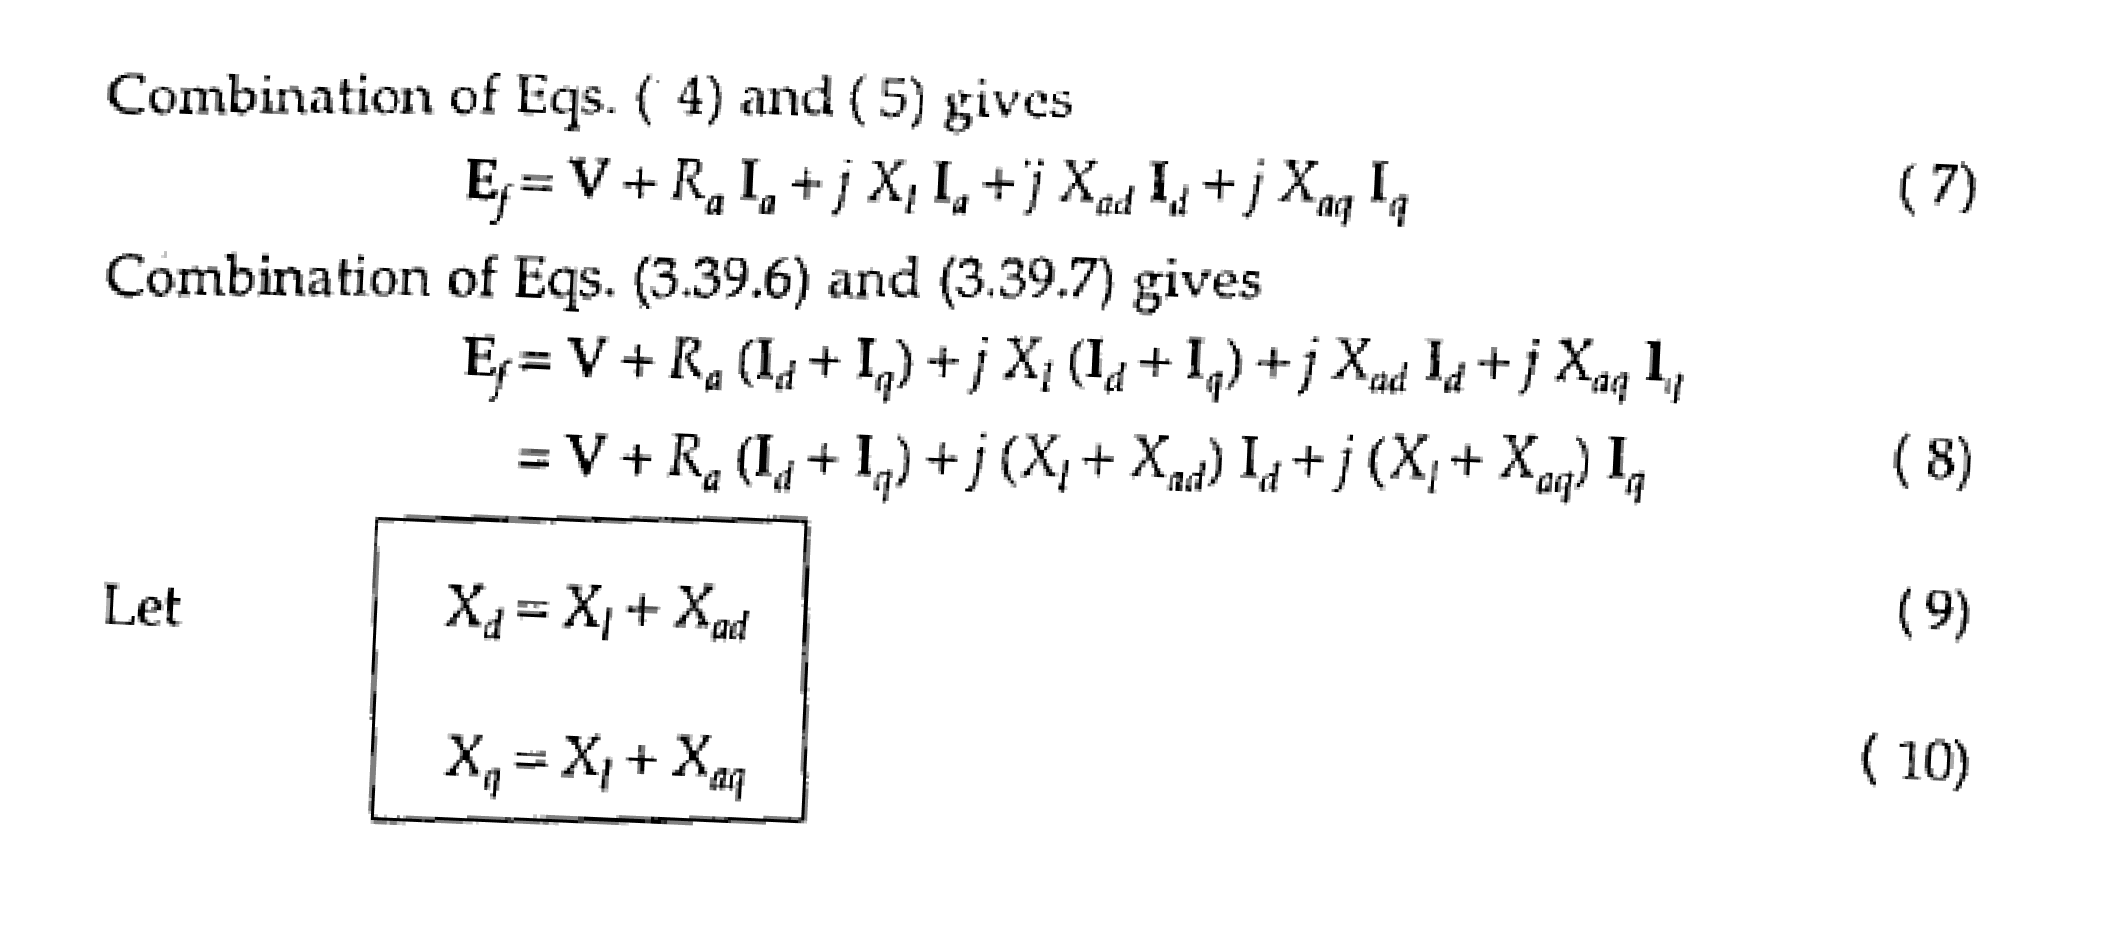 Combination of Eqs. ( 4) and ( 5) gives
E_f = V + R_a I_a + j X_l I_a + j X_ad I_d + j X_aq I_q ( 7)
Combination of Eqs. (3.39.6) and (3.39.7) gives
E_f = V + R_a (I_d + I_q) + j X_l (I_d + I_q) + j X_ad I_d + j X_aq I_q
= V + R_a (I_d + I_q) + j (X_l + X_ad) I_d + j (X_l + X_aq) I_q ( 8)
Let X_d = X_l + X_ad ( 9)
X_q = X_l + X_aq ( 10)